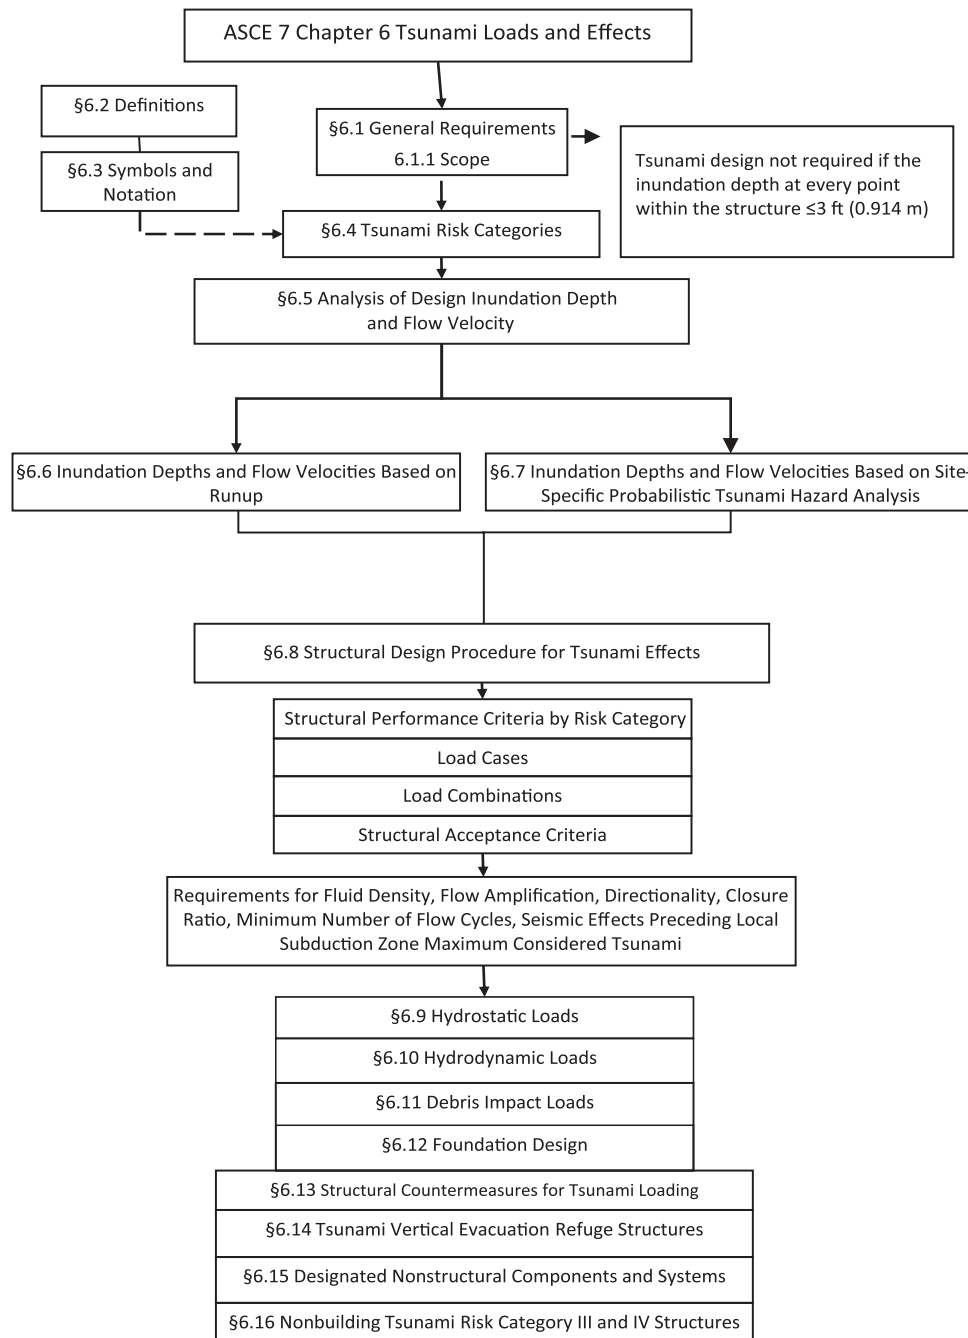 ASCE 7 Chapter 6 Tsunami Loads and Effects
§6.2 Definitions
§6.1 General Requirements
6.1.1 Scope
Tsunami design not required if the
inundation depth at every point
within the structure ≤3 ft (0.914 m)
§6.3 Symbols and
Notation
§6.4 Tsunami Risk Categories
§6.5 Analysis of Design Inundation Depth
and Flow Velocity
§6.6 Inundation Depths and Flow Velocities Based on
Runup
§6.7 Inundation Depths and Flow Velocities Based on Site-
Specific Probabilistic Tsunami Hazard Analysis
§6.8 Structural Design Procedure for Tsunami Effects
Structural Performance Criteria by Risk Category
Load Cases
Load Combinations
Structural Acceptance Criteria
Requirements for Fluid Density, Flow Amplification, Directionality, Closure
Ratio, Minimum Number of Flow Cycles, Seismic Effects Preceding Local
Subduction Zone Maximum Considered Tsunami
§6.9 Hydrostatic Loads
§6.10 Hydrodynamic Loads
§6.11 Debris Impact Loads
§6.12 Foundation Design
§6.13 Structural Countermeasures for Tsunami Loading
§6.14 Tsunami Vertical Evacuation Refuge Structures
§6.15 Designated Nonstructural Components and Systems
§6.16 Nonbuilding Tsunami Risk Category III and IV Structures